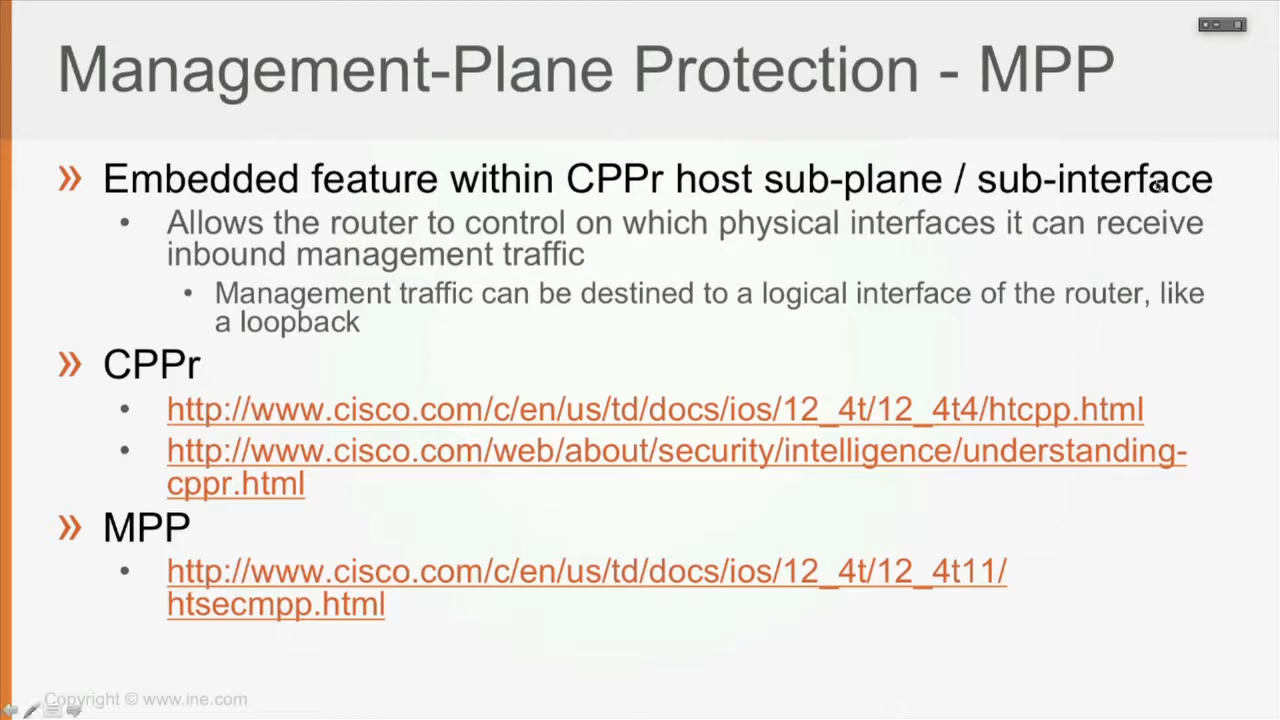 Management-Plane Protection - MPP
» Embedded feature within CPPr host sub-plane / sub-interface
• Allows the router to control on which physical interfaces it can receive
inbound management traffic
• Management traffic can be destined to a logical interface of the router, like
a loopback
» CPPr
• http://www.cisco.com/c/en/us/td/docs/ios/12_4t/12_4t4/htcpp.html
• http://www.cisco.com/web/about/security/intelligence/understanding-
cppr.html
» MPP
• http://www.cisco.com/c/en/us/td/docs/ios/12_4t/12_4t11/
htsecmpp.html
Copyright © www.ine.com